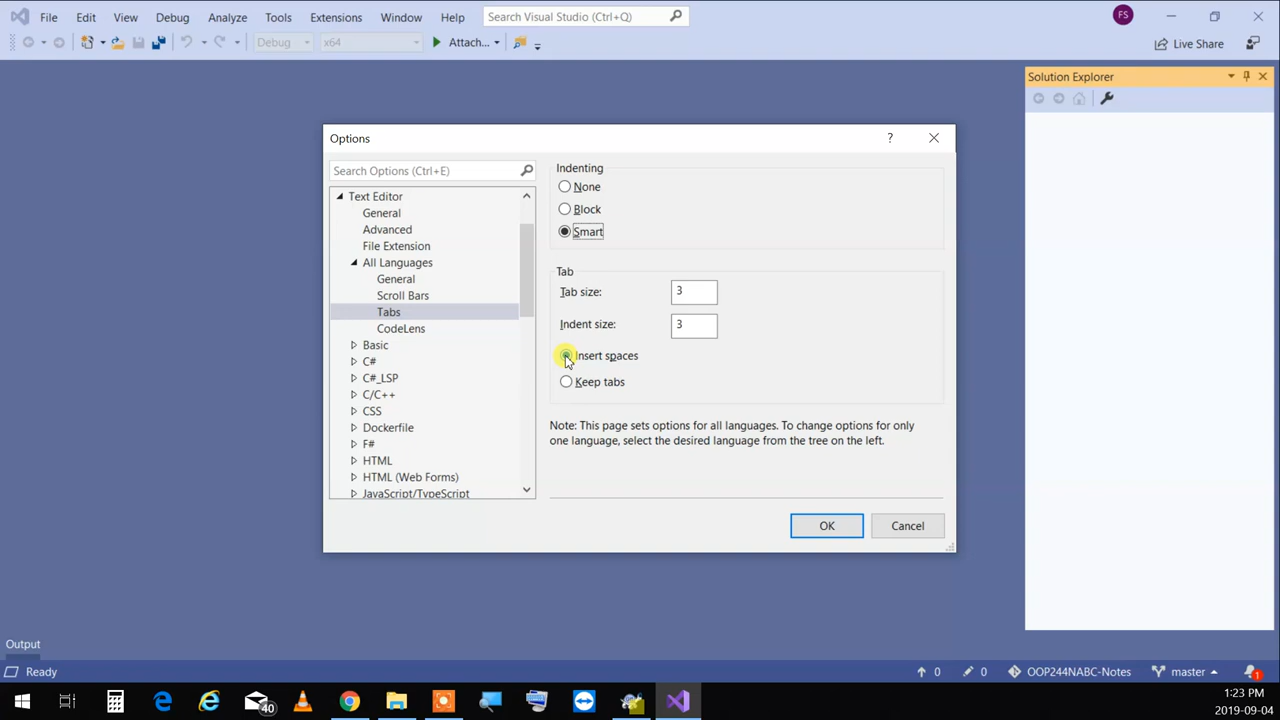 File Edit View Debug Analyze Tools Extensions Window Help Search Visual Studio (Ctrl+Q) FS
Debug x64 Attach... Live Share
Solution Explorer
Options ?
Search Options (Ctrl+E)
Text Editor
General
Advanced
File Extension
All Languages
General
Scroll Bars
Tabs
CodeLens
Basic
C#
C#_LSP
C/C++
CSS
Dockerfile
F#
HTML
HTML (Web Forms)
JavaScript/TypeScript
Indenting
None
Block
Smart
Tab
Tab size: 3
Indent size: 3
Insert spaces
Keep tabs
Note: This page sets options for all languages. To change options for only
one language, select the desired language from the tree on the left.
OK Cancel
Output
Ready 0 0 OOP244NABC-Notes master 1
40
1:23 PM
2019-09-04